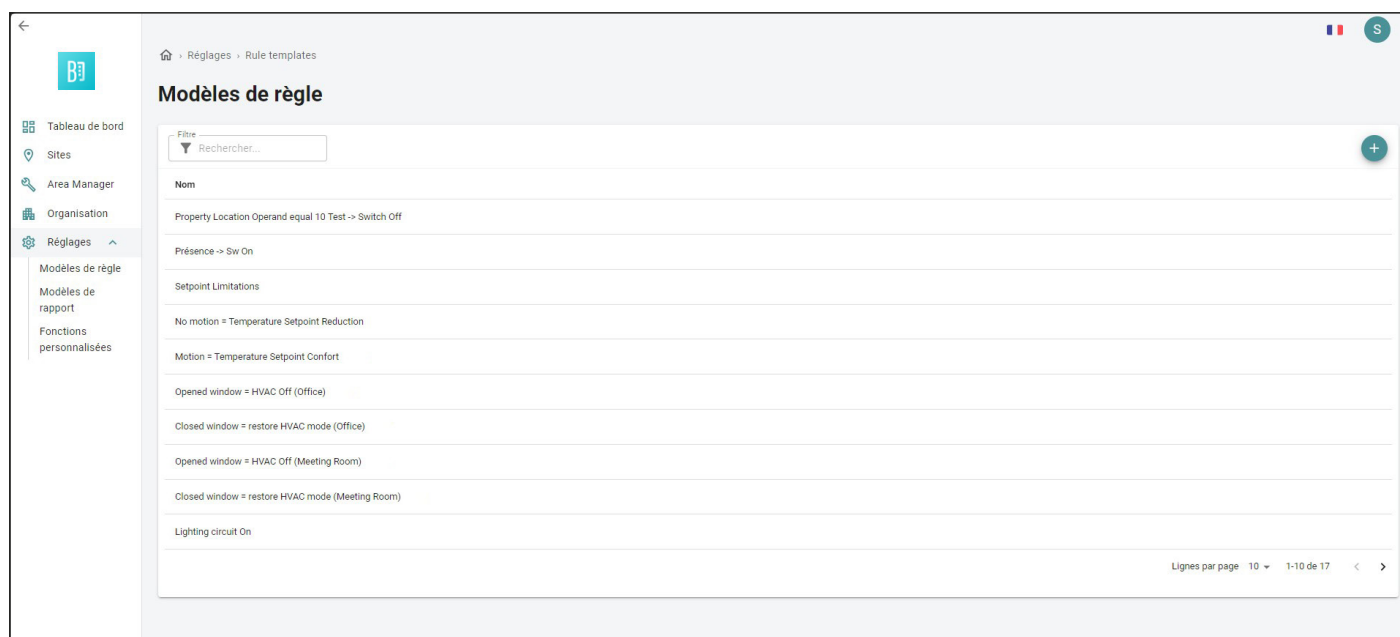 S
Réglages › Rule templates
Modèles de règle
Tableau de bord
Sites
Area Manager
Organisation
Réglages
Modèles de règle
Modèles de
rapport
Fonctions
personnalisées
Filtre
Rechercher...
Nom
Property Location Operand equal 10 Test -> Switch Off
Présence -> Sw On
Setpoint Limitations
No motion = Temperature Setpoint Reduction
Motion = Temperature Setpoint Confort
Opened window = HVAC Off (Office)
Closed window = restore HVAC mode (Office)
Opened window = HVAC Off (Meeting Room)
Closed window = restore HVAC mode (Meeting Room)
Lighting circuit On
Lignes par page 10 1-10 de 17